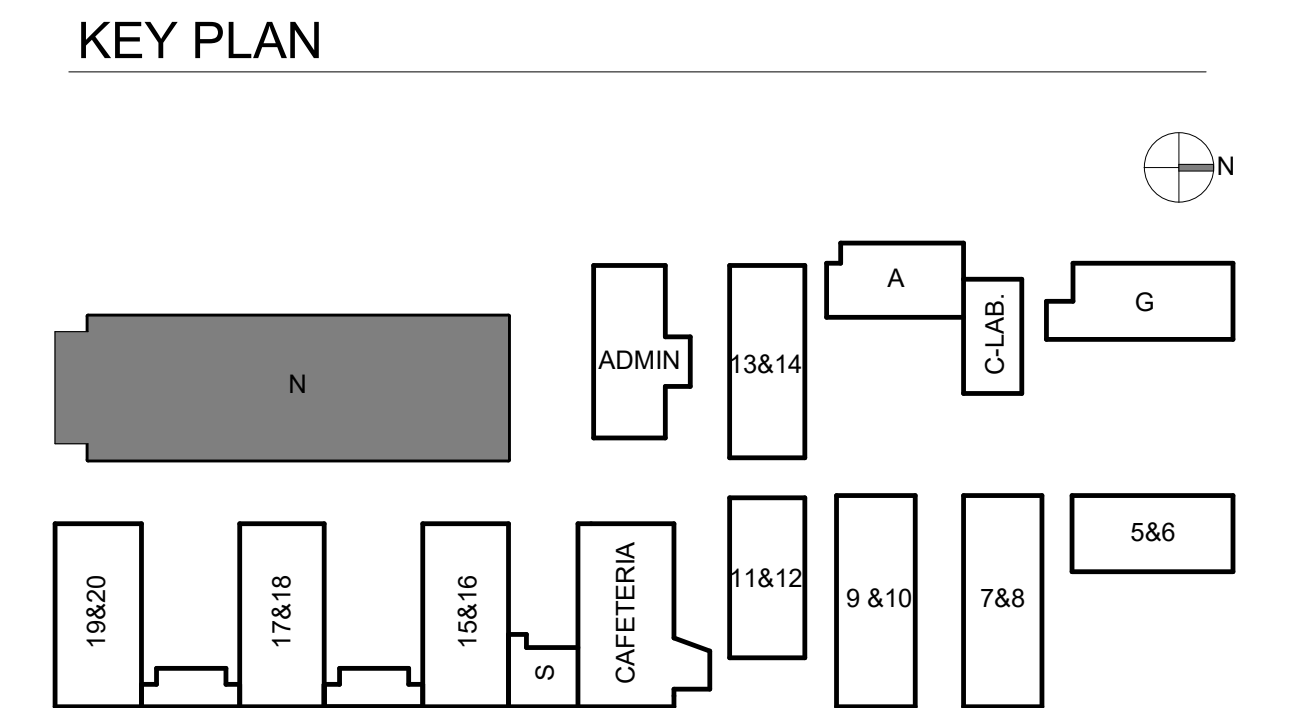 KEY PLAN
N
A
G
C-LAB.
ADMIN
13&14
N
5&6
11&12
9 &10
7&8
19&20
17&18
15&16
S
CAFETERIA